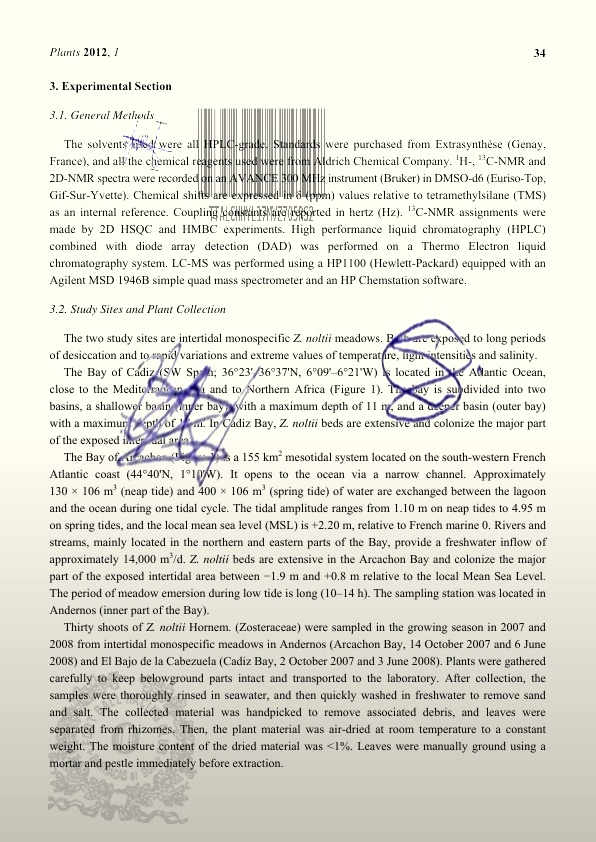 Plants 2012, 1 34
3. Experimental Section
3.1. General Methods
The solvents used were all HPLC-grade. Standards were purchased from Extrasynthèse (Genay,
France), and all the chemical reagents used were from Aldrich Chemical Company. ¹H-, ¹³C-NMR and
2D-NMR spectra were recorded on an AVANCE 300 MHz instrument (Bruker) in DMSO-d6 (Euriso-Top,
Gif-Sur-Yvette). Chemical shifts are expressed in δ (ppm) values relative to tetramethylsilane (TMS)
as an internal reference. Coupling constants are reported in hertz (Hz). ¹³C-NMR assignments were
made by 2D HSQC and HMBC experiments. High performance liquid chromatography (HPLC)
combined with diode array detection (DAD) was performed on a Thermo Electron liquid
chromatography system. LC-MS was performed using a HP1100 (Hewlett-Packard) equipped with an
Agilent MSD 1946B simple quad mass spectrometer and an HP Chemstation software.
3.2. Study Sites and Plant Collection
The two study sites are intertidal monospecific Z. noltii meadows. Both are exposed to long periods
of desiccation and to rapid variations and extreme values of temperature, light intensities and salinity.
The Bay of Cadiz (SW Spain; 36°23'–36°37'N, 6°09'–6°21'W) is located in the Atlantic Ocean,
close to the Mediterranean Sea and to Northern Africa (Figure 1). The bay is subdivided into two
basins, a shallower basin (inner bay) with a maximum depth of 11 m, and a deeper basin (outer bay)
with a maximum depth of m. In Cadiz Bay, Z. noltii beds are extensive and colonize the major part
of the exposed intertidal area.
The Bay of Arcachon (Figure 1) is a 155 km² mesotidal system located on the south-western French
Atlantic coast (44°40'N, 1°10'W). It opens to the ocean via a narrow channel. Approximately
130 × 106 m³ (neap tide) and 400 × 106 m³ (spring tide) of water are exchanged between the lagoon
and the ocean during one tidal cycle. The tidal amplitude ranges from 1.10 m on neap tides to 4.95 m
on spring tides, and the local mean sea level (MSL) is +2.20 m, relative to French marine 0. Rivers and
streams, mainly located in the northern and eastern parts of the Bay, provide a freshwater inflow of
approximately 14,000 m³/d. Z. noltii beds are extensive in the Arcachon Bay and colonize the major
part of the exposed intertidal area between −1.9 m and +0.8 m relative to the local Mean Sea Level.
The period of meadow emersion during low tide is long (10–14 h). The sampling station was located in
Andernos (inner part of the Bay).
Thirty shoots of Z. noltii Hornem. (Zosteraceae) were sampled in the growing season in 2007 and
2008 from intertidal monospecific meadows in Andernos (Arcachon Bay, 14 October 2007 and 6 June
2008) and El Bajo de la Cabezuela (Cadiz Bay, 2 October 2007 and 3 June 2008). Plants were gathered
carefully to keep belowground parts intact and transported to the laboratory. After collection, the
samples were thoroughly rinsed in seawater, and then quickly washed in freshwater to remove sand
and salt. The collected material was handpicked to remove associated debris, and leaves were
separated from rhizomes. Then, the plant material was air-dried at room temperature to a constant
weight. The moisture content of the dried material was <1%. Leaves were manually ground using a
mortar and pestle immediately before extraction.